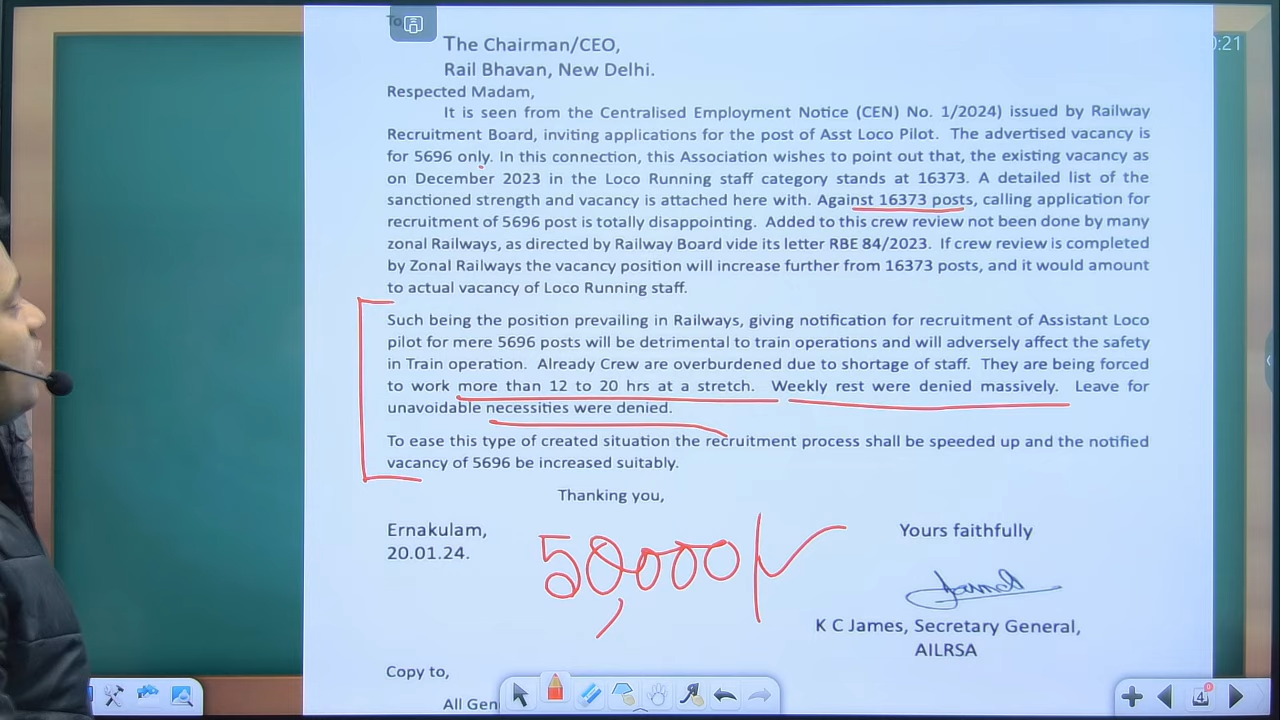 To
The Chairman/CEO,
Rail Bhavan, New Delhi.
:21
Respected Madam,
It is seen from the Centralised Employment Notice (CEN) No. 1/2024) issued by Railway
Recruitment Board, inviting applications for the post of Asst Loco Pilot. The advertised vacancy is
for 5696 only. In this connection, this Association wishes to point out that, the existing vacancy as
on December 2023 in the Loco Running staff category stands at 16373. A detailed list of the
sanctioned strength and vacancy is attached here with. Against 16373 posts, calling application for
recruitment of 5696 post is totally disappointing. Added to this crew review not been done by many
zonal Railways, as directed by Railway Board vide its letter RBE 84/2023. If crew review is completed
by Zonal Railways the vacancy position will increase further from 16373 posts, and it would amount
to actual vacancy of Loco Running staff.
Such being the position prevailing in Railways, giving notification for recruitment of Assistant Loco
pilot for mere 5696 posts will be detrimental to train operations and will adversely affect the safety
in Train operation. Already Crew are overburdened due to shortage of staff. They are being forced
to work more than 12 to 20 hrs at a stretch. Weekly rest were denied massively. Leave for
unavoidable necessities were denied.
To ease this type of created situation the recruitment process shall be speeded up and the notified
vacancy of 5696 be increased suitably.
Thanking you,
Ernakulam,
20.01.24.
50,000/
Yours faithfully
James
K C James, Secretary General,
AILRSA
Copy to,
All Gen
4